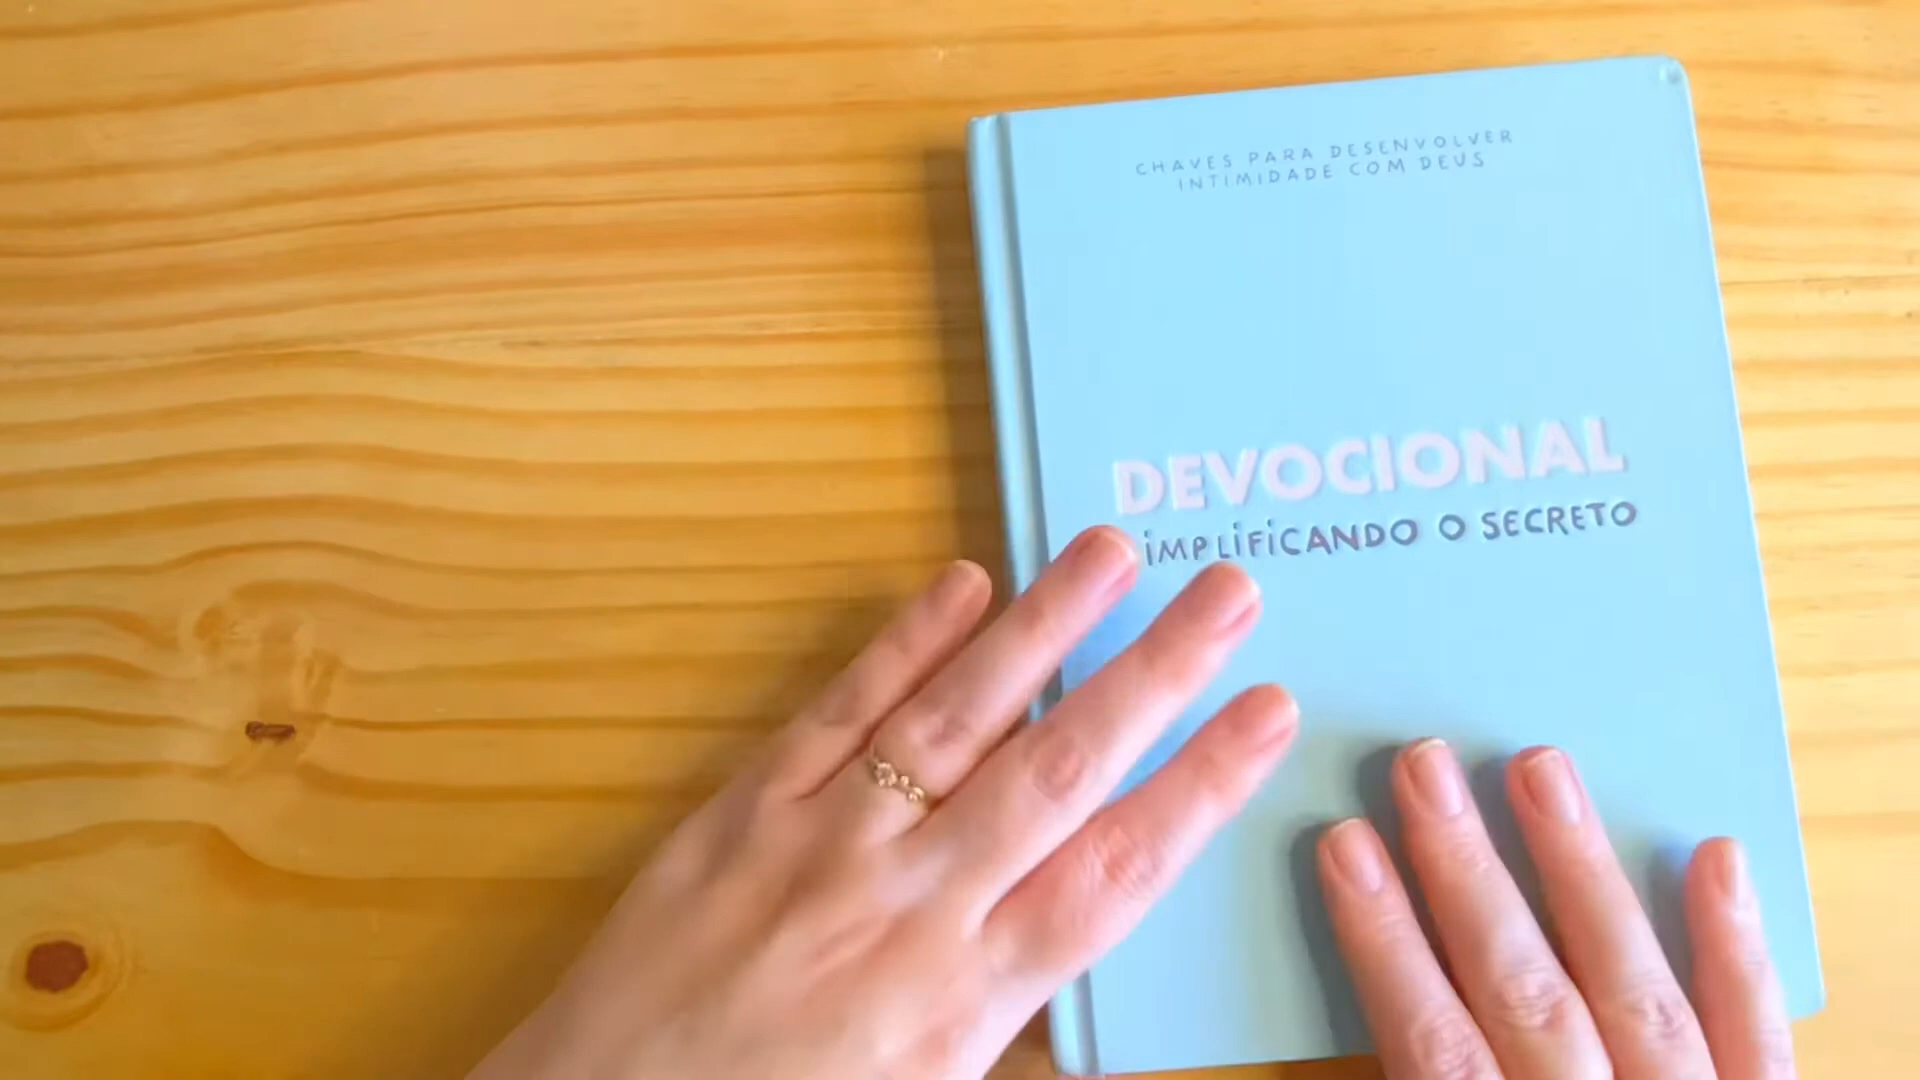 CHAVES PARA DESENVOLVER
INTIMIDADE COM DEUS
DEVOCIONAL
iMPLiFiCANDO O SECRETO